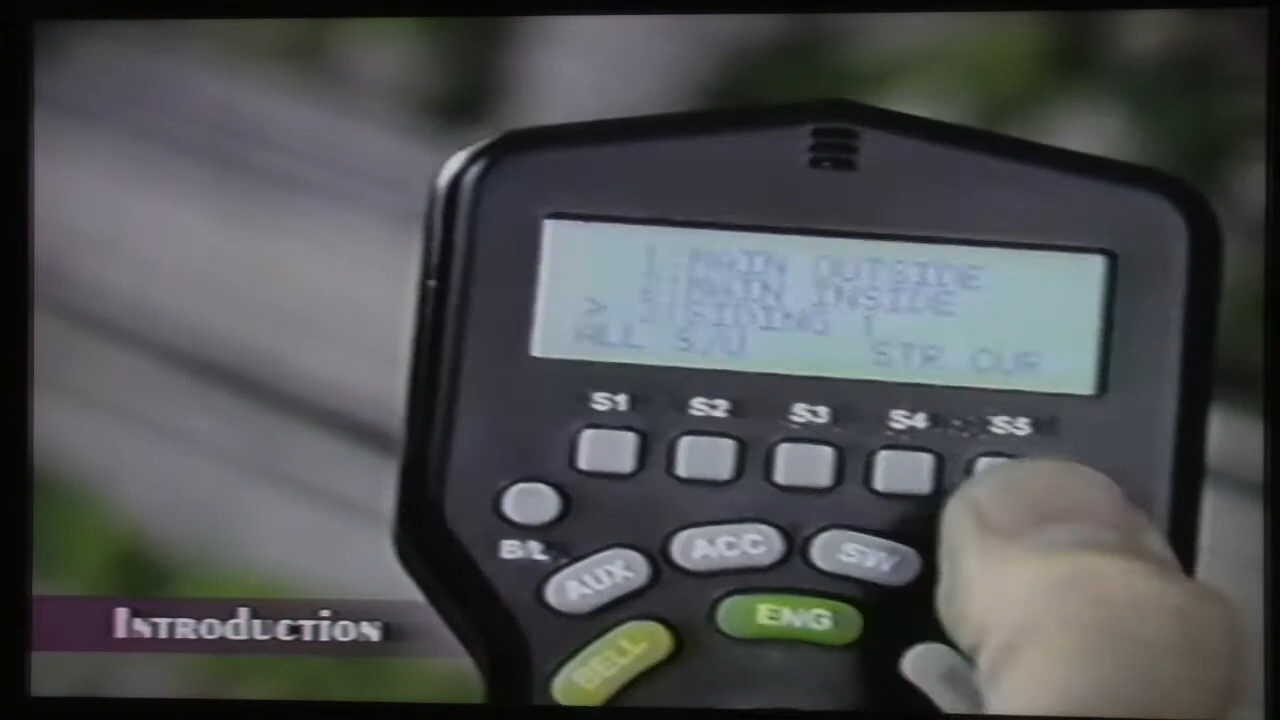 1:MAIN OUTSIDE
2:MAIN INSIDE
> 3:SIDING 1
ALL S/U STR CUR
S1 S2 S3 S4 S5
B/L
AUX ACC SW
ENG
BELL
Introduction